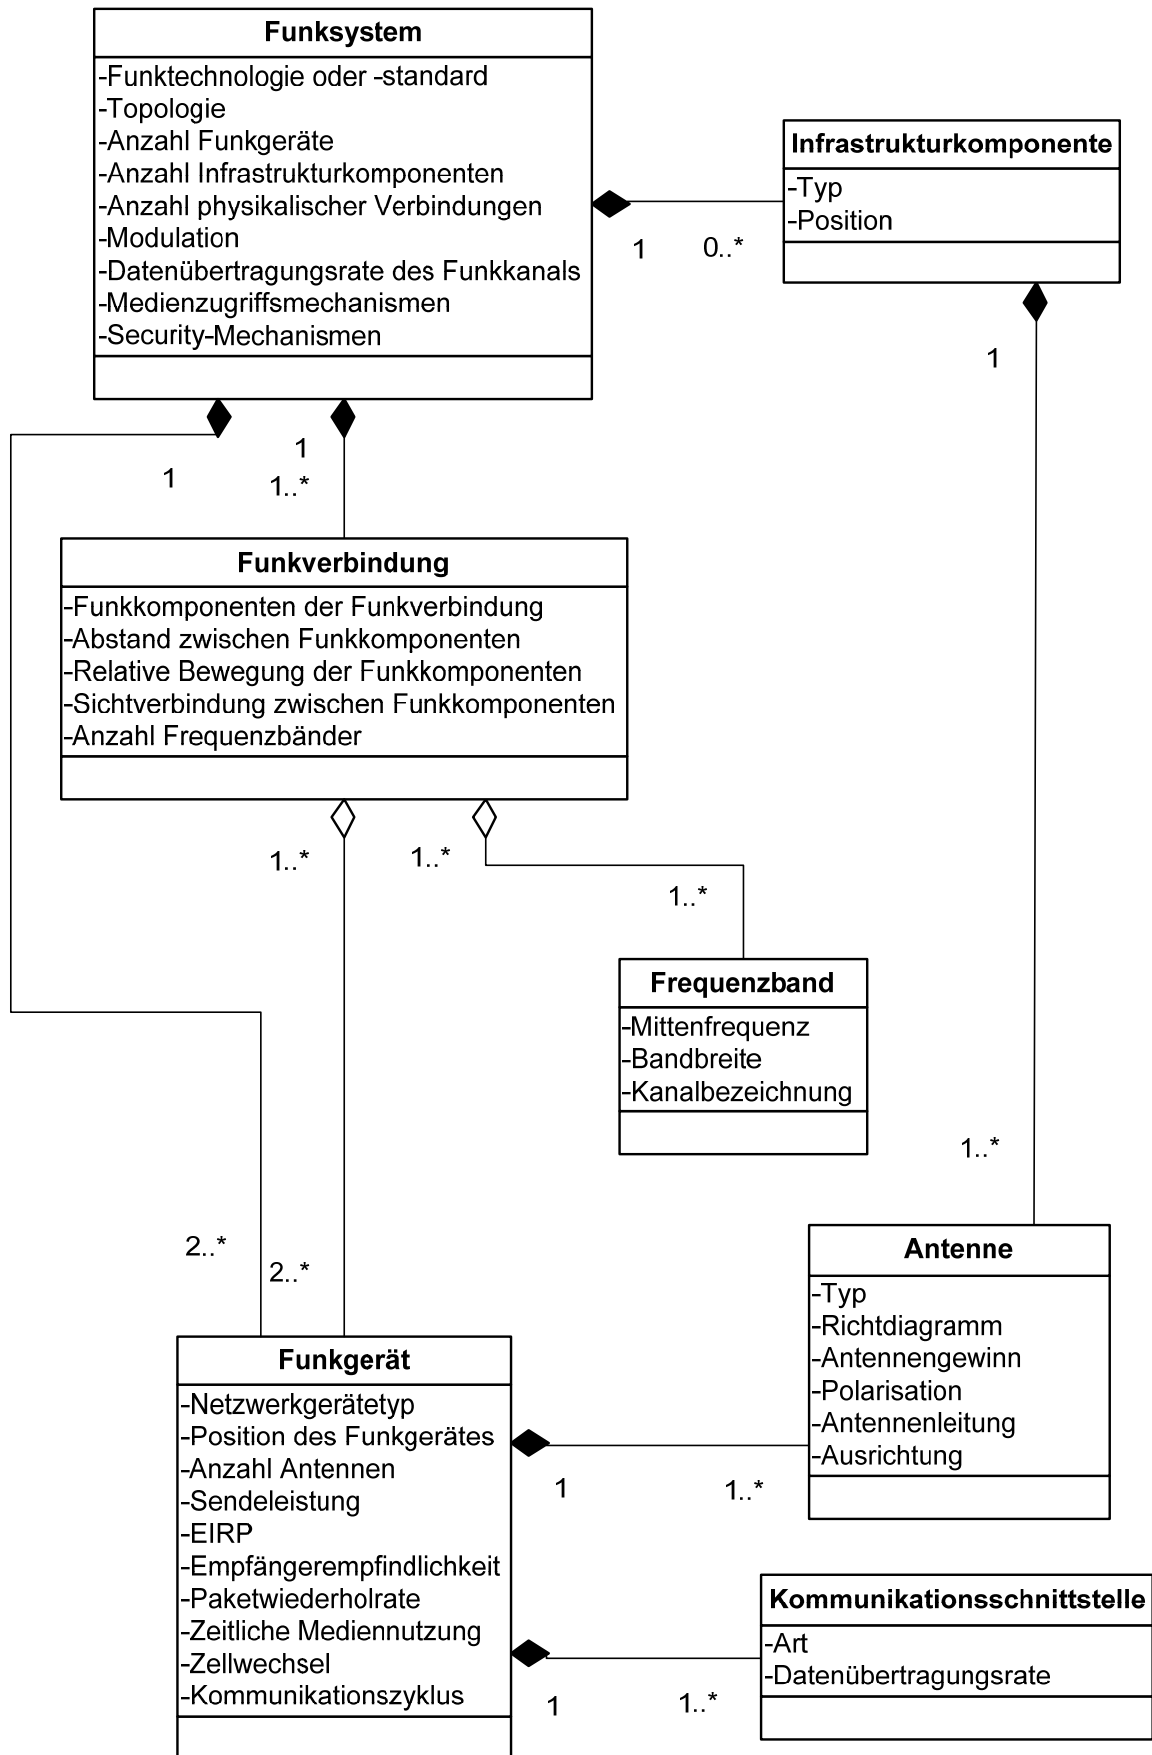 Funksystem
-Funktechnologie oder -standard
-Topologie
-Anzahl Funkgeräte
-Anzahl Infrastrukturkomponenten
-Anzahl physikalischer Verbindungen
-Modulation
-Datenübertragungsrate des Funkkanals
-Medienzugriffsmechanismen
-Security-Mechanismen
Infrastrukturkomponente
-Typ
-Position
1
0..*
1
1
1
1..*
Funkverbindung
-Funkkomponenten der Funkverbindung
-Abstand zwischen Funkkomponenten
-Relative Bewegung der Funkkomponenten
-Sichtverbindung zwischen Funkkomponenten
-Anzahl Frequenzbänder
1..*
1..*
1..*
Frequenzband
-Mittenfrequenz
-Bandbreite
-Kanalbezeichnung
1..*
2..*
2..*
Antenne
-Typ
-Richtdiagramm
-Antennengewinn
-Polarisation
-Antennenleitung
-Ausrichtung
Funkgerät
-Netzwerkgerätetyp
-Position des Funkgerätes
-Anzahl Antennen
-Sendeleistung
-EIRP
-Empfängerempfindlichkeit
-Paketwiederholrate
-Zeitliche Mediennutzung
-Zellwechsel
-Kommunikationszyklus
1
1..*
Kommunikationsschnittstelle
-Art
-Datenübertragungsrate
1
1..*